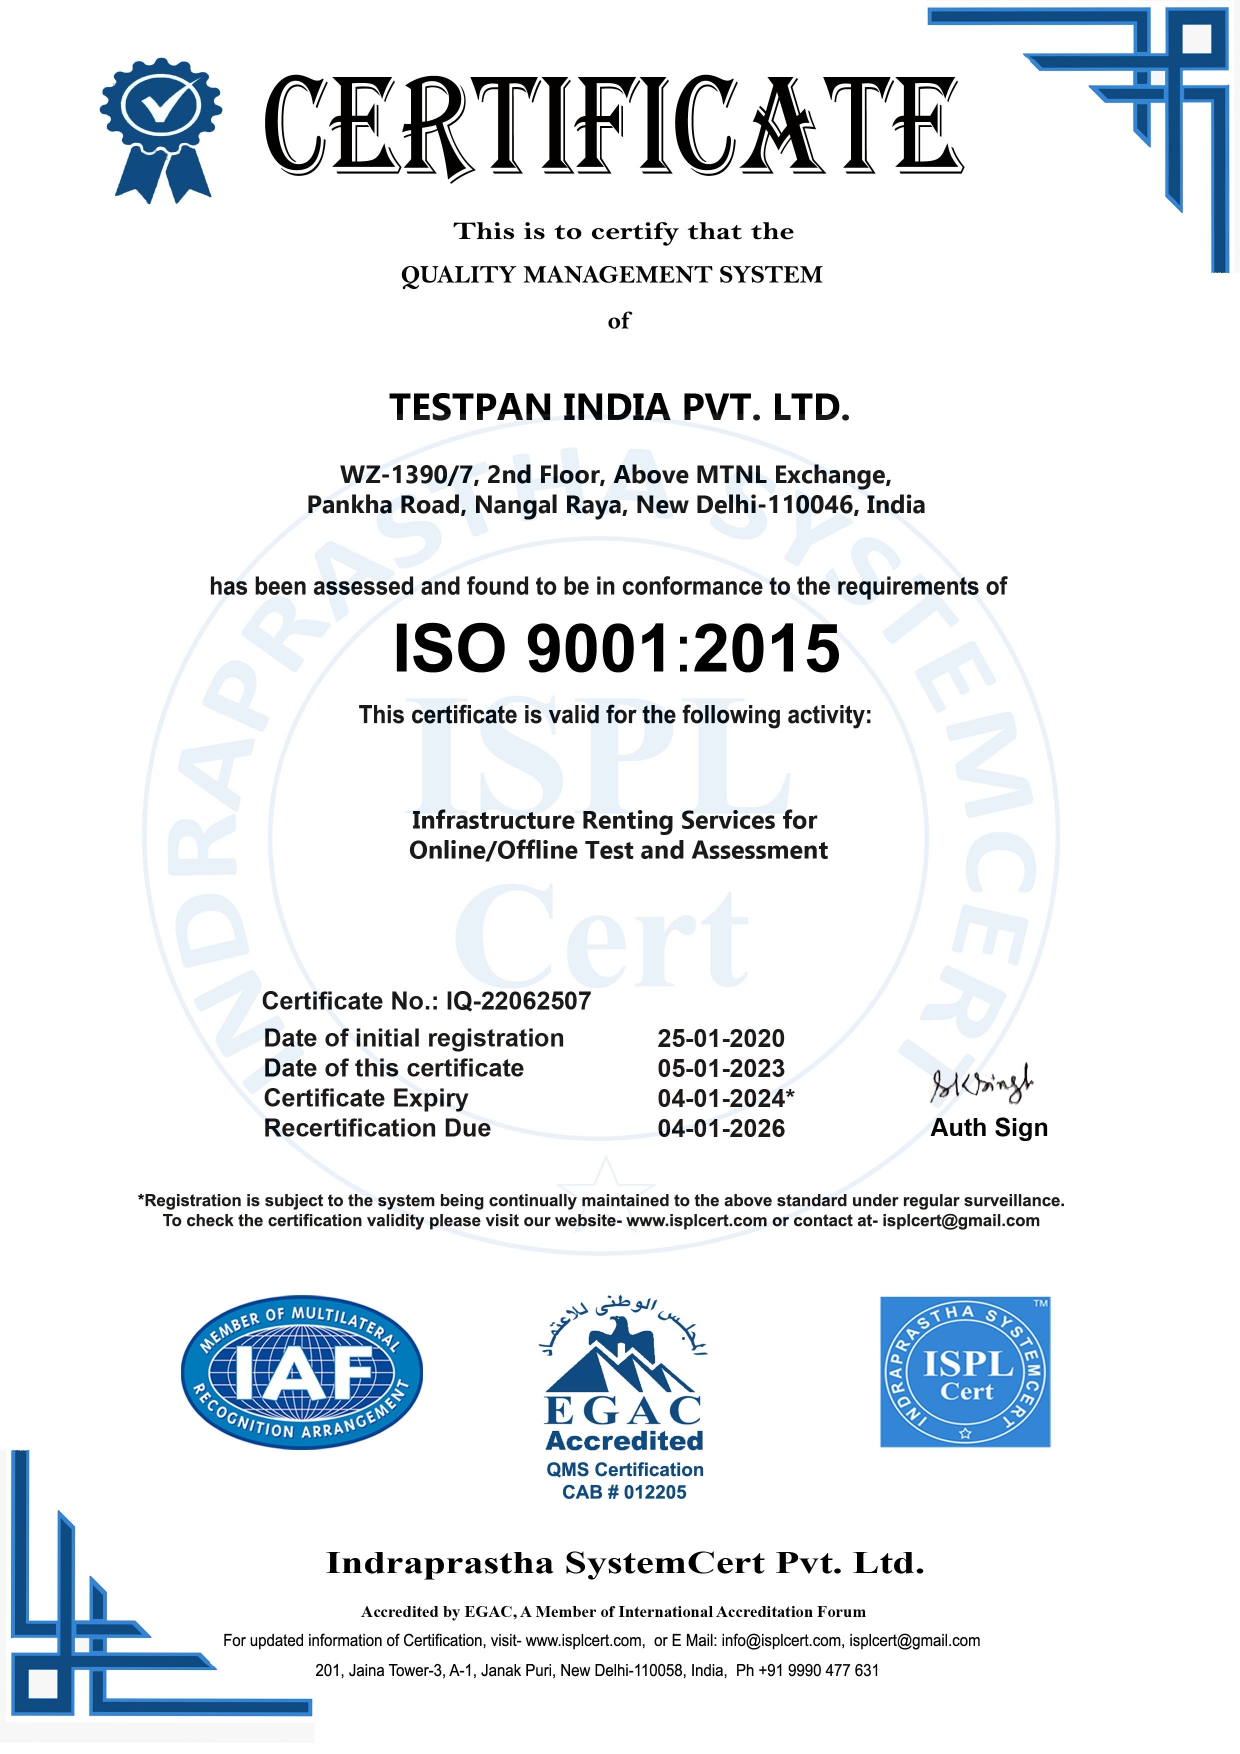 CERTIFICATE
This is to certify that the
QUALITY MANAGEMENT SYSTEM
of
TESTPAN INDIA PVT. LTD.
WZ-1390/7, 2nd Floor, Above MTNL Exchange,
Pankha Road, Nangal Raya, New Delhi-110046, India
has been assessed and found to be in conformance to the requirements of
ISO 9001:2015
This certificate is valid for the following activity:
Infrastructure Renting Services for
Online/Offline Test and Assessment
INDRAPRASTHA SYSTEMCERT
ISPL
Cert
Certificate No.: IQ-22062507
Date of initial registration 25-01-2020
Date of this certificate 05-01-2023
Certificate Expiry 04-01-2024*
Recertification Due 04-01-2026
SKSingh
Auth Sign
*Registration is subject to the system being continually maintained to the above standard under regular surveillance.
To check the certification validity please visit our website- www.isplcert.com or contact at- isplcert@gmail.com
MEMBER OF MULTILATERAL
IAF
RECOGNITION ARRANGEMENT
المجلس الوطنى للاعتماد
EGAC
Accredited
QMS Certification
CAB # 012205
INDRAPRASTHA SYSTEMCERT
TM
ISPL
Cert
Indraprastha SystemCert Pvt. Ltd.
Accredited by EGAC, A Member of International Accreditation Forum
For updated information of Certification, visit- www.isplcert.com, or E Mail: info@isplcert.com, isplcert@gmail.com
201, Jaina Tower-3, A-1, Janak Puri, New Delhi-110058, India, Ph +91 9990 477 631